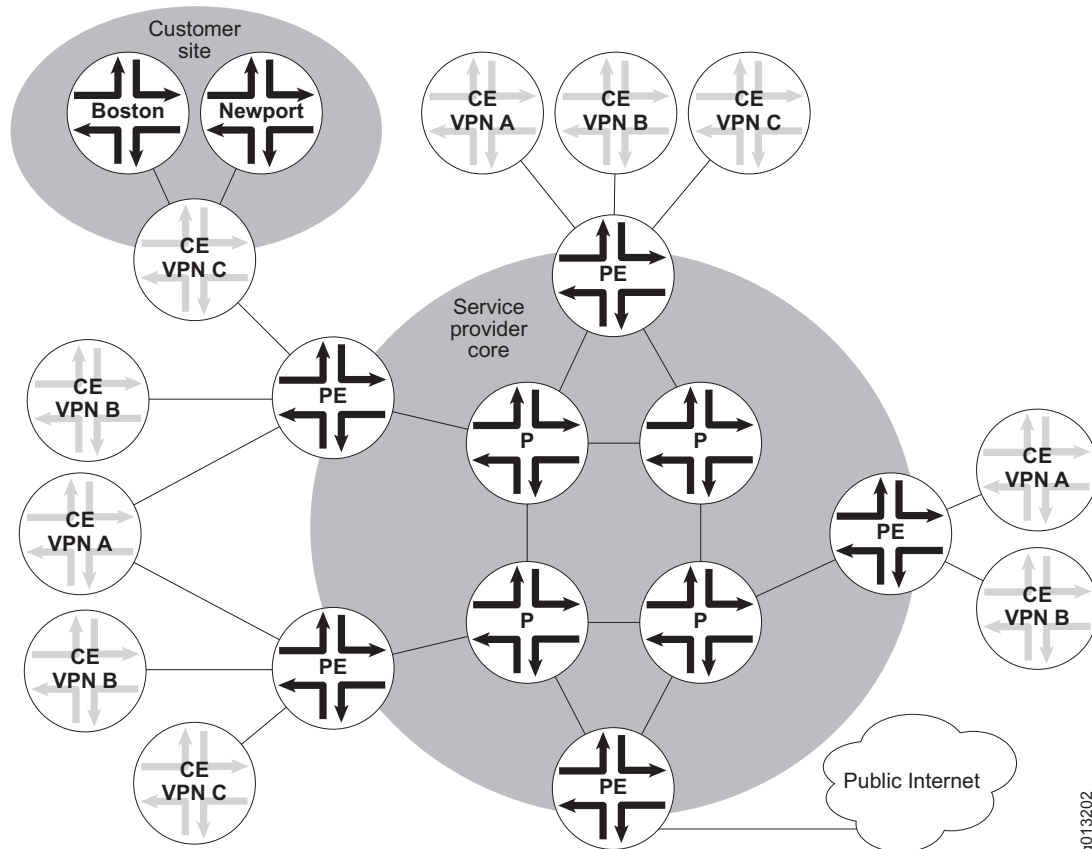 Customer
site
Boston
Newport
CE
VPN A
CE
VPN B
CE
VPN C
CE
VPN C
PE
Service
provider
core
PE
CE
VPN B
P
P
CE
VPN A
CE
VPN A
PE
CE
VPN B
P
P
CE
VPN B
PE
CE
VPN C
PE
Public Internet
g013202